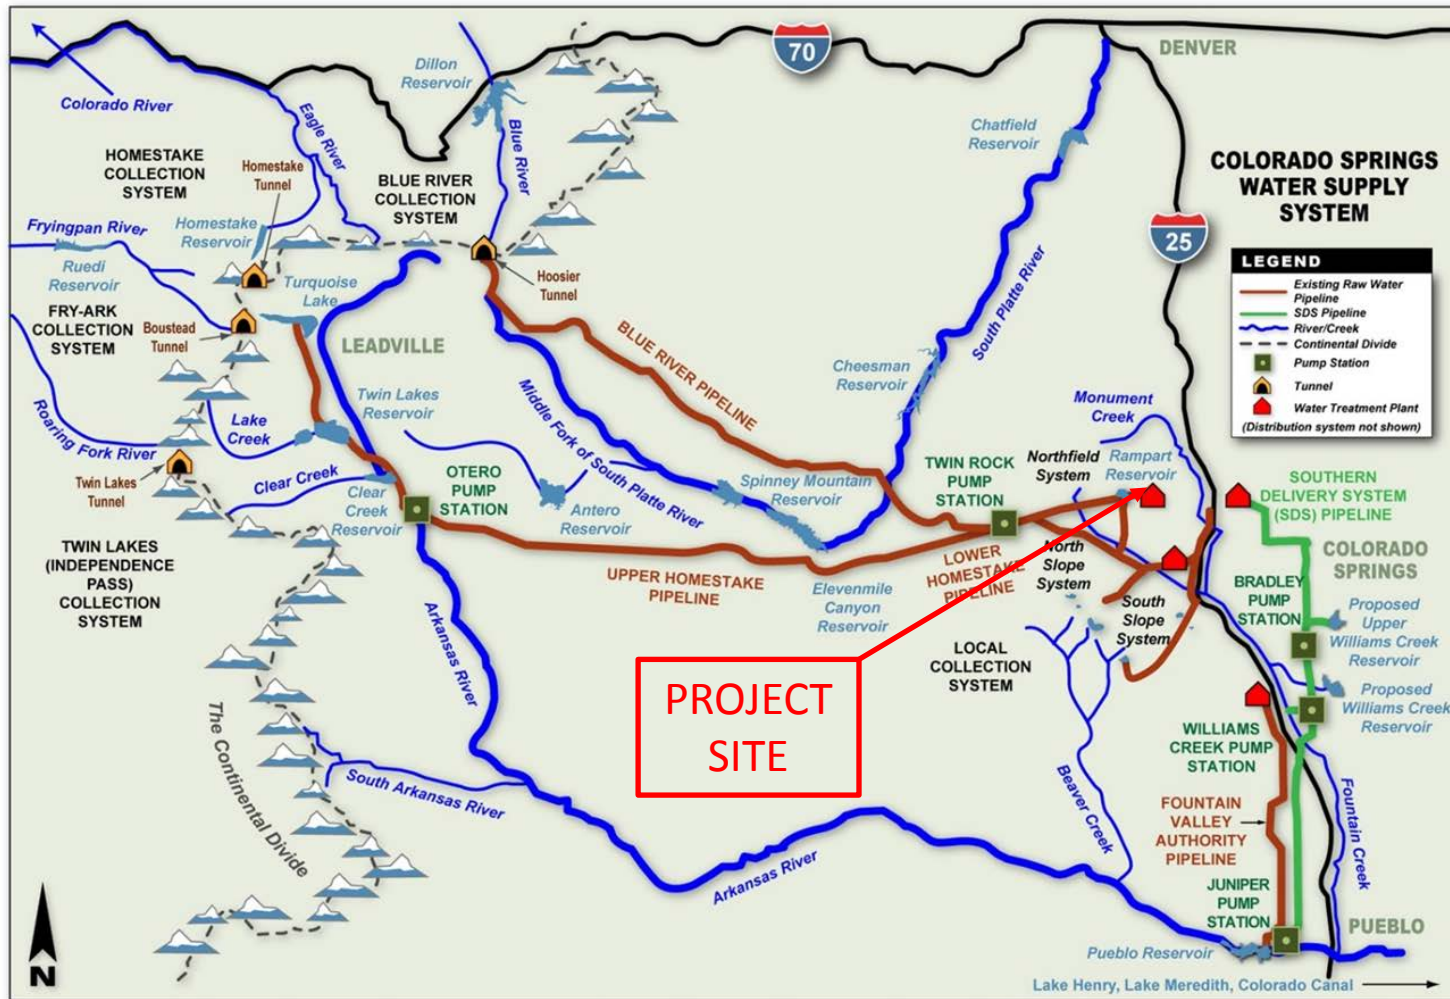 70
DENVER
Dillon
Reservoir
Colorado River
Eagle River
Blue River
Chatfield
Reservoir
HOMESTAKE
COLLECTION
SYSTEM
Homestake
Tunnel
BLUE RIVER
COLLECTION
SYSTEM
COLORADO SPRINGS
WATER SUPPLY
SYSTEM
25
LEGEND
Existing Raw Water
Pipeline
SDS Pipeline
River/Creek
Continental Divide
Pump Station
Tunnel
Water Treatment Plant
(Distribution system not shown)
Fryingpan River
Homestake
Reservoir
Ruedi
Reservoir
Turquoise
Lake
Hoosier
Tunnel
FRY-ARK
COLLECTION
SYSTEM
Boustead
Tunnel
LEADVILLE
BLUE RIVER PIPELINE
South Platte River
Cheesman
Reservoir
Roaring Fork River
Lake
Creek
Twin Lakes
Reservoir
Middle Fork of South Platte River
Monument
Creek
Twin Lakes
Tunnel
Clear Creek
Clear
Creek
Reservoir
OTERO
PUMP
STATION
Antero
Reservoir
Spinney Mountain
Reservoir
TWIN ROCK
PUMP
STATION
Northfield
System
Rampart
Reservoir
SOUTHERN
DELIVERY SYSTEM
(SDS) PIPELINE
TWIN LAKES
(INDEPENDENCE
PASS)
COLLECTION
SYSTEM
UPPER HOMESTAKE
PIPELINE
Elevenmile
Canyon
Reservoir
LOWER
HOMESTAKE
PIPELINE
North
Slope
System
South
Slope
System
COLORADO
SPRINGS
BRADLEY
PUMP
STATION
Proposed
Upper
Williams Creek
Reservoir
Arkansas River
LOCAL
COLLECTION
SYSTEM
PROJECT
SITE
Proposed
Williams Creek
Reservoir
The Continental Divide
WILLIAMS
CREEK PUMP
STATION
South Arkansas River
Beaver Creek
Fountain Creek
FOUNTAIN
VALLEY
AUTHORITY
PIPELINE
Arkansas River
JUNIPER
PUMP
STATION
PUEBLO
Pueblo Reservoir
N
Lake Henry, Lake Meredith, Colorado Canal